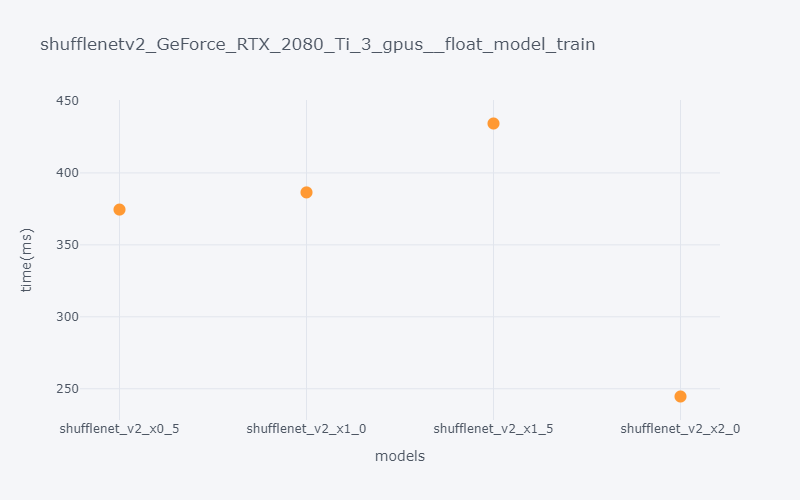 shufflenetv2_GeForce_RTX_2080_Ti_3_gpus__float_model_train
450
400
350
300
250
time(ms)
shufflenet_v2_x0_5 shufflenet_v2_x1_0 shufflenet_v2_x1_5 shufflenet_v2_x2_0
models